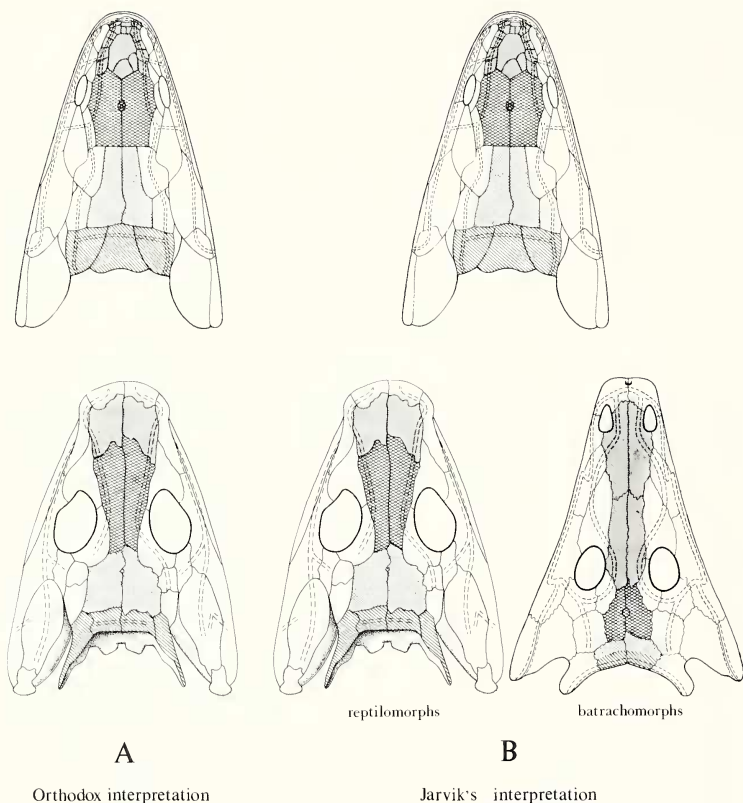 reptilomorphs
batrachomorphs
A
B
Orthodox interpretation
Jarvik's interpretation